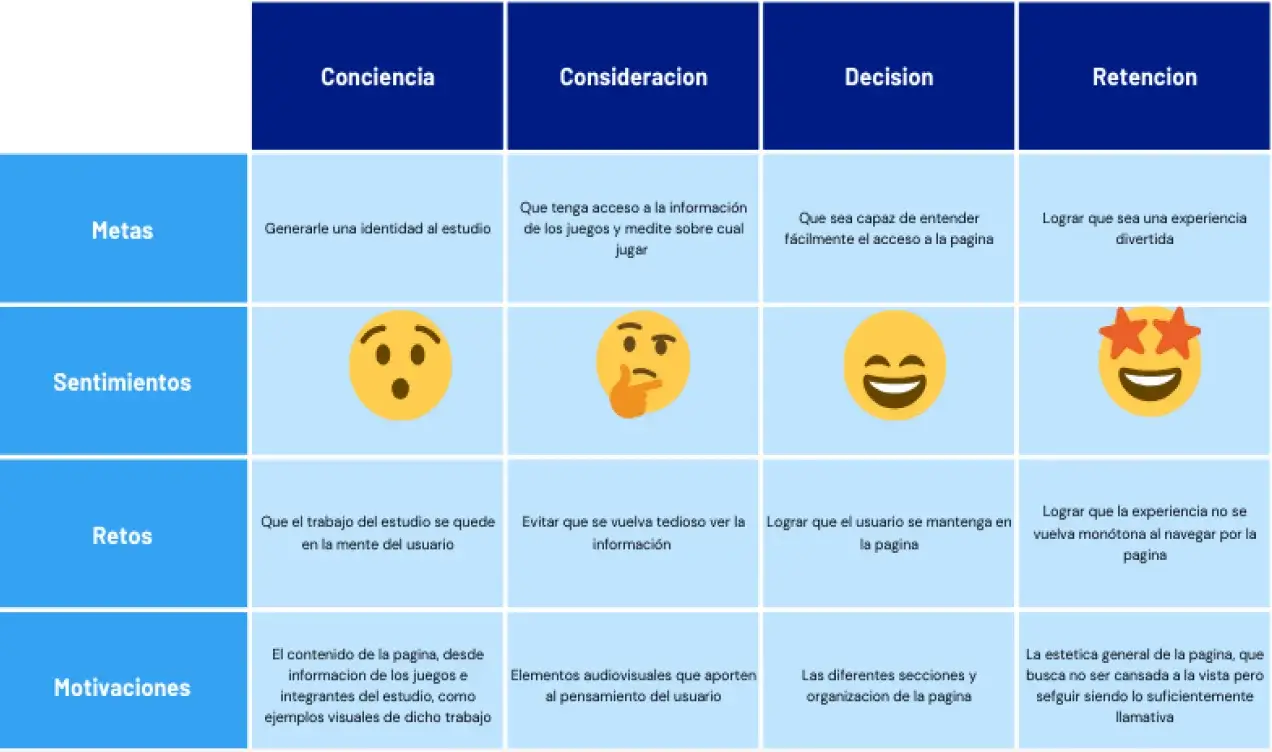 Conciencia
Consideracion
Decision
Retencion
Metas
Generarle una identidad al estudio
Que tenga acceso a la información
de los juegos y medite sobre cual
jugar
Que sea capaz de entender
fácilmente el acceso a la pagina
Lograr que sea una experiencia
divertida
Sentimientos
Retos
Que el trabajo del estudio se quede
en la mente del usuario
Evitar que se vuelva tedioso ver la
información
Lograr que el usuario se mantenga en
la pagina
Lograr que la experiencia no se
vuelva monótona al navegar por la
pagina
Motivaciones
El contenido de la pagina, desde
informacion de los juegos e
integrantes del estudio, como
ejemplos visuales de dicho trabajo
Elementos audiovisuales que aporten
al pensamiento del usuario
Las diferentes secciones y
organizacion de la pagina
La estetica general de la pagina, que
busca no ser cansada a la vista pero
sefguir siendo lo suficientemente
llamativa